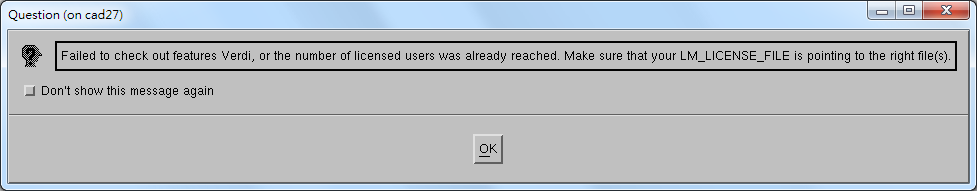 Question (on cad27)
Failed to check out features Verdi, or the number of licensed users was already reached. Make sure that your LM_LICENSE_FILE is pointing to the right file(s).
Don't show this message again
OK